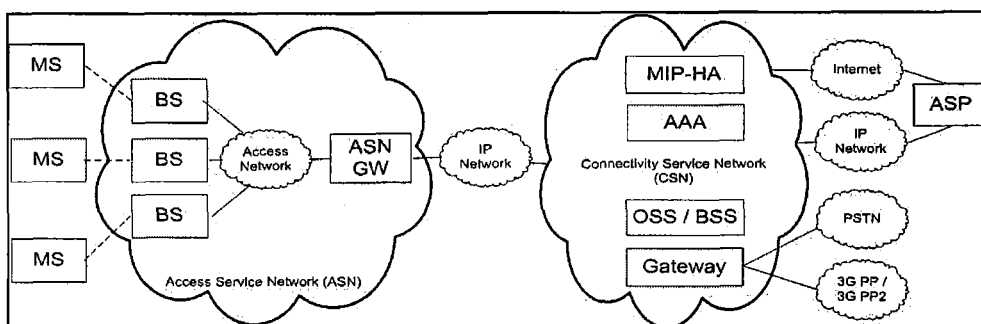 MS
MS
MS
BS
BS
BS
Access
Network
ASN
GW
Access Service Network (ASN)
IP
Network
MIP-HA
AAA
Connectivity Service Network
(CSN)
OSS / BSS
Gateway
Internet
IP
Network
PSTN
3G PP /
3G PP2
ASP